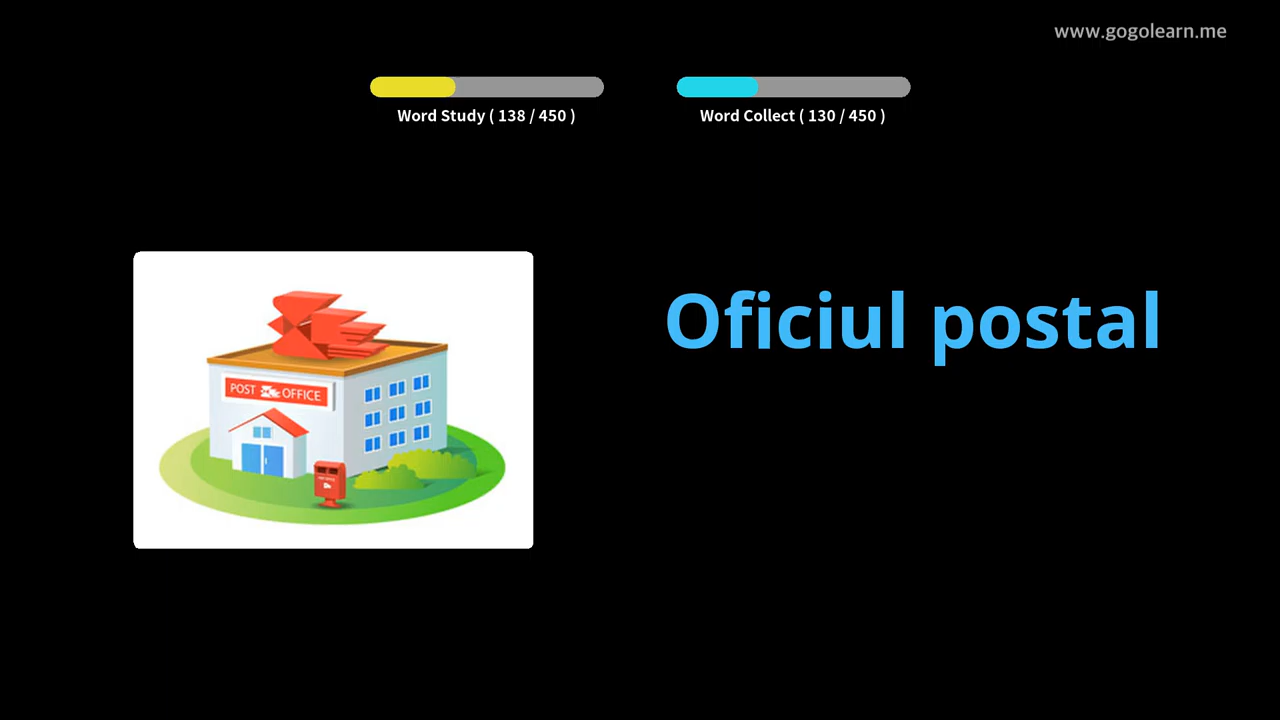 www.gogolearn.me
Word Study ( 138 / 450 )
Word Collect ( 130 / 450 )
Oficiul postal
POST OFFICE